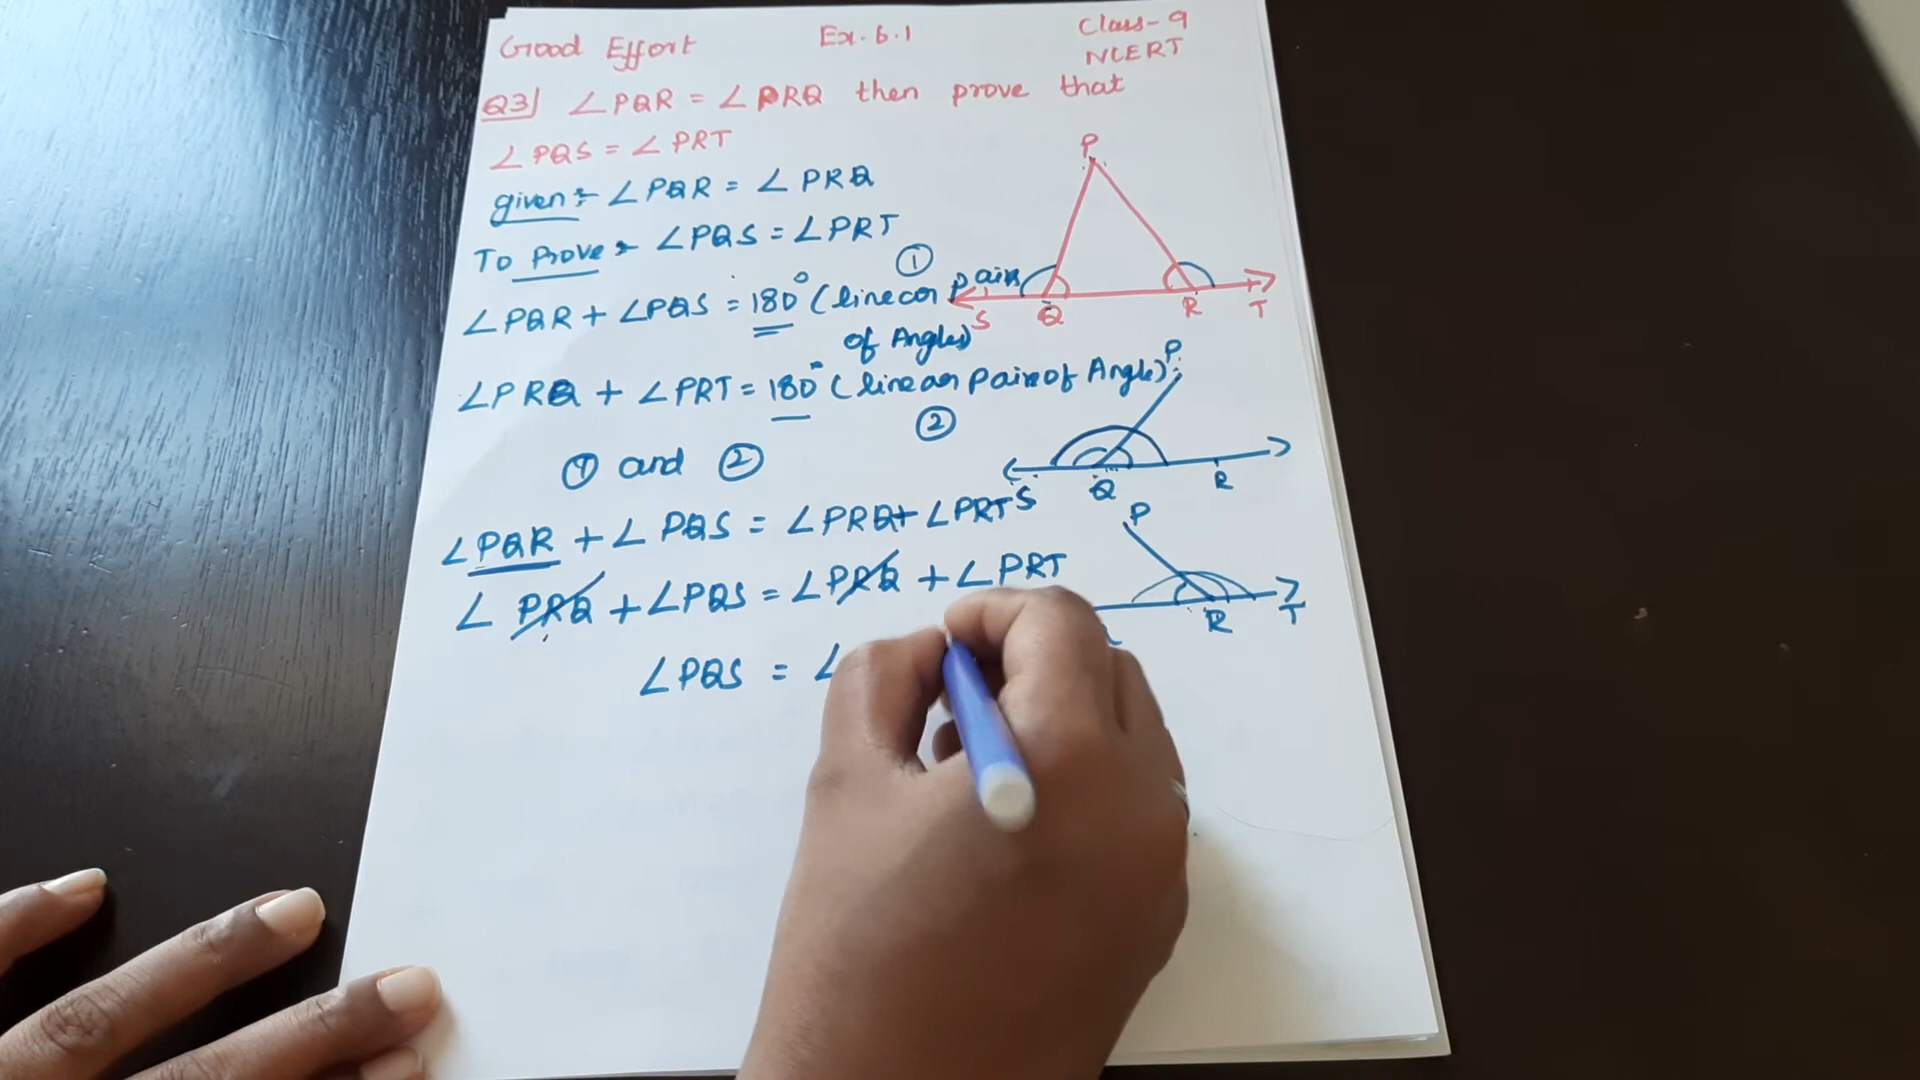 Good Effort Ex. 6.1 Class-9
NCERT
Q3) ∠PQR = ∠PRQ then prove that
∠PQS = ∠PRT
given :- ∠PQR = ∠PRQ
To Prove :- ∠PQS = ∠PRT
∠PQR + ∠PQS = 180° (linear pair ①
of Angles)
∠PRQ + ∠PRT = 180° (linear pair of Angle)
②
① and ②
∠PQR + ∠PQS = ∠PRQ + ∠PRT
∠PRQ + ∠PQS = ∠PRQ + ∠PRT
∠PQS = ∠
P
S Q R T
P
S Q R
P
R T